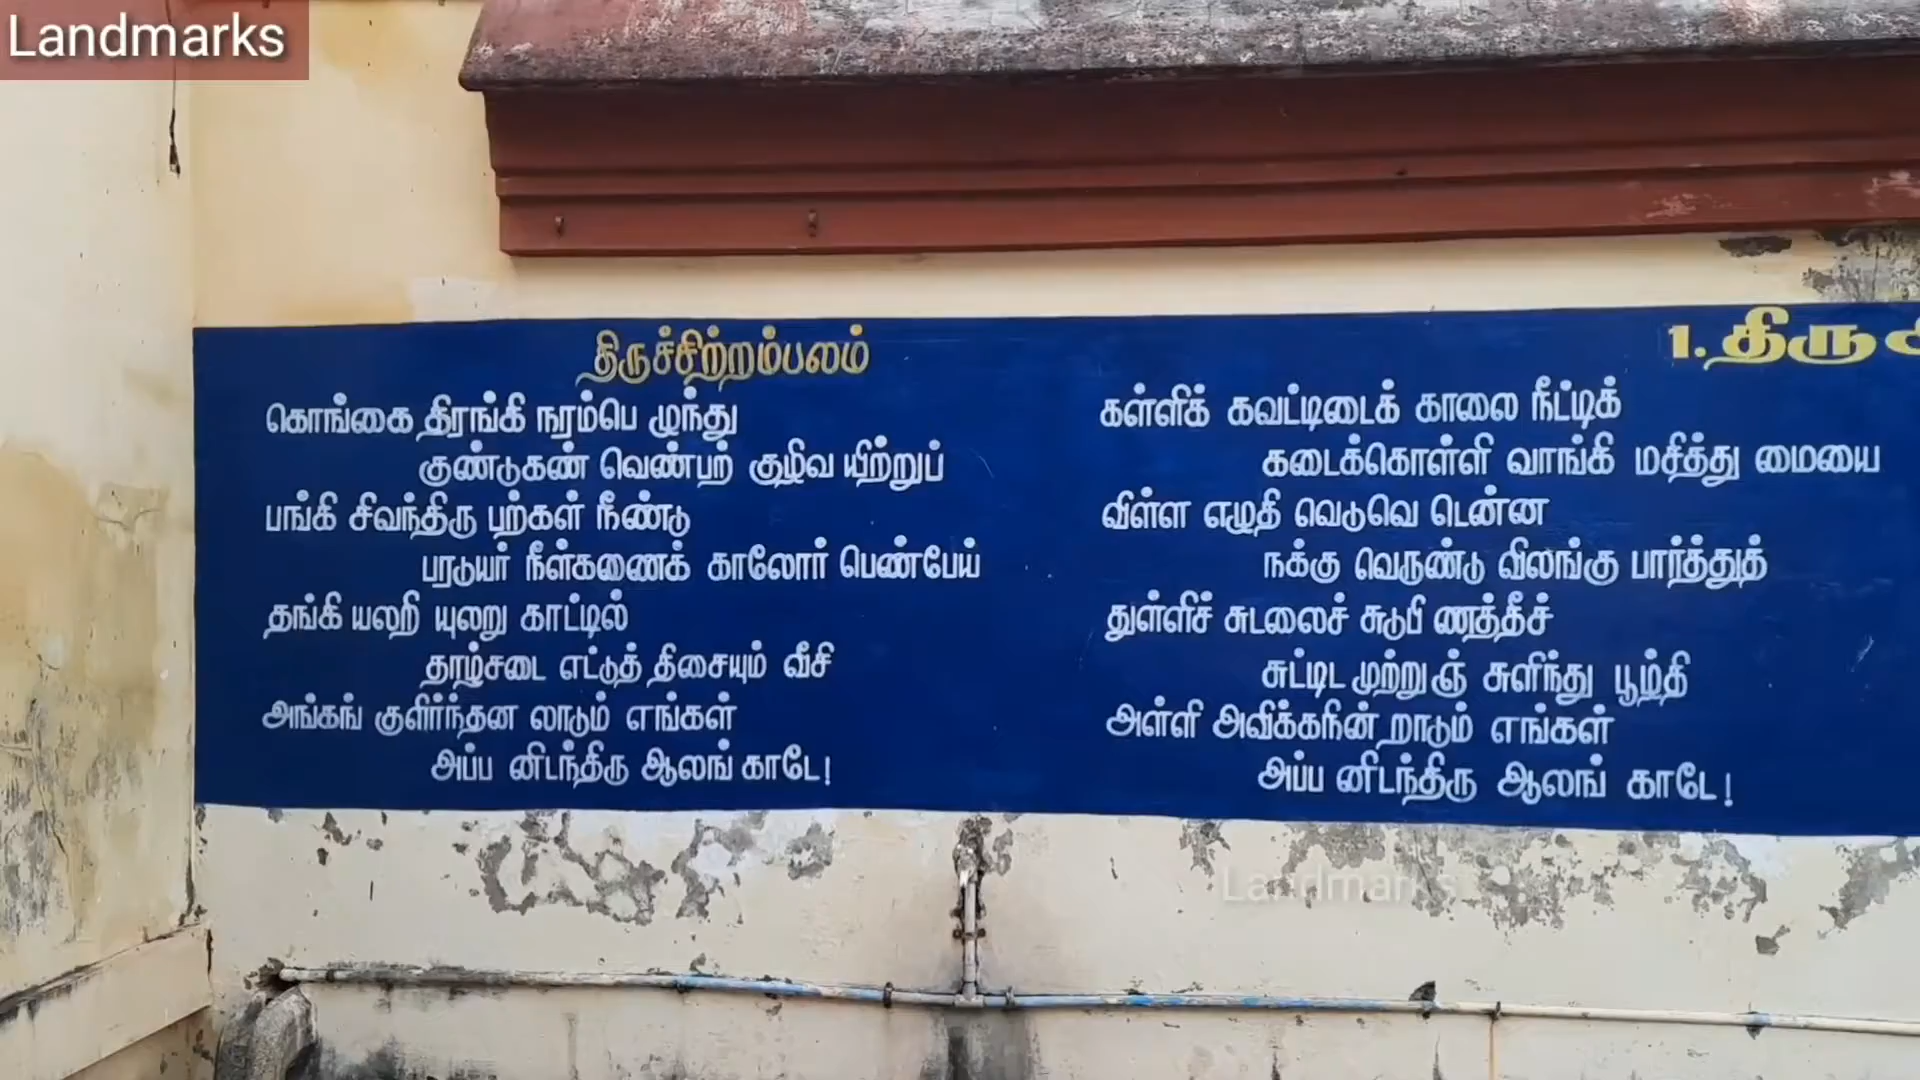 Landmarks
திருச்சிற்றம்பலம்
கொங்கை திரங்கி நரம்பெ ழுந்து
குண்டுகண் வெண்பற் குழிவ யிற்றுப்
பங்கி சிவந்திரு பற்கள் நீண்டு
பரடுயர் நீள்கணைக் காலோர் பெண்பேய்
தங்கி யலறி யுலறு காட்டில்
தாழ்சடை எட்டுத் திசையும் வீசி
அங்கங் குளிர்ந்தன லாடும் எங்கள்
அப்ப னிடந்திரு ஆலங் காடே!
1. திரு
கள்ளிக் கவட்டிடைக் காலை நீட்டிக்
கடைக்கொள்ளி வாங்கி மசித்து மையை
விள்ள எழுதி வெடுவெ டென்ன
நக்கு வெருண்டு விலங்கு பார்த்துத்
துள்ளிச் சுடலைச் சுடுபி ணத்தீச்
சுட்டிட முற்றுஞ் சுளிந்து பூழ்தி
அள்ளி அவிக்கநின் றாடும் எங்கள்
அப்ப னிடந்திரு ஆலங் காடே!
Landmarks